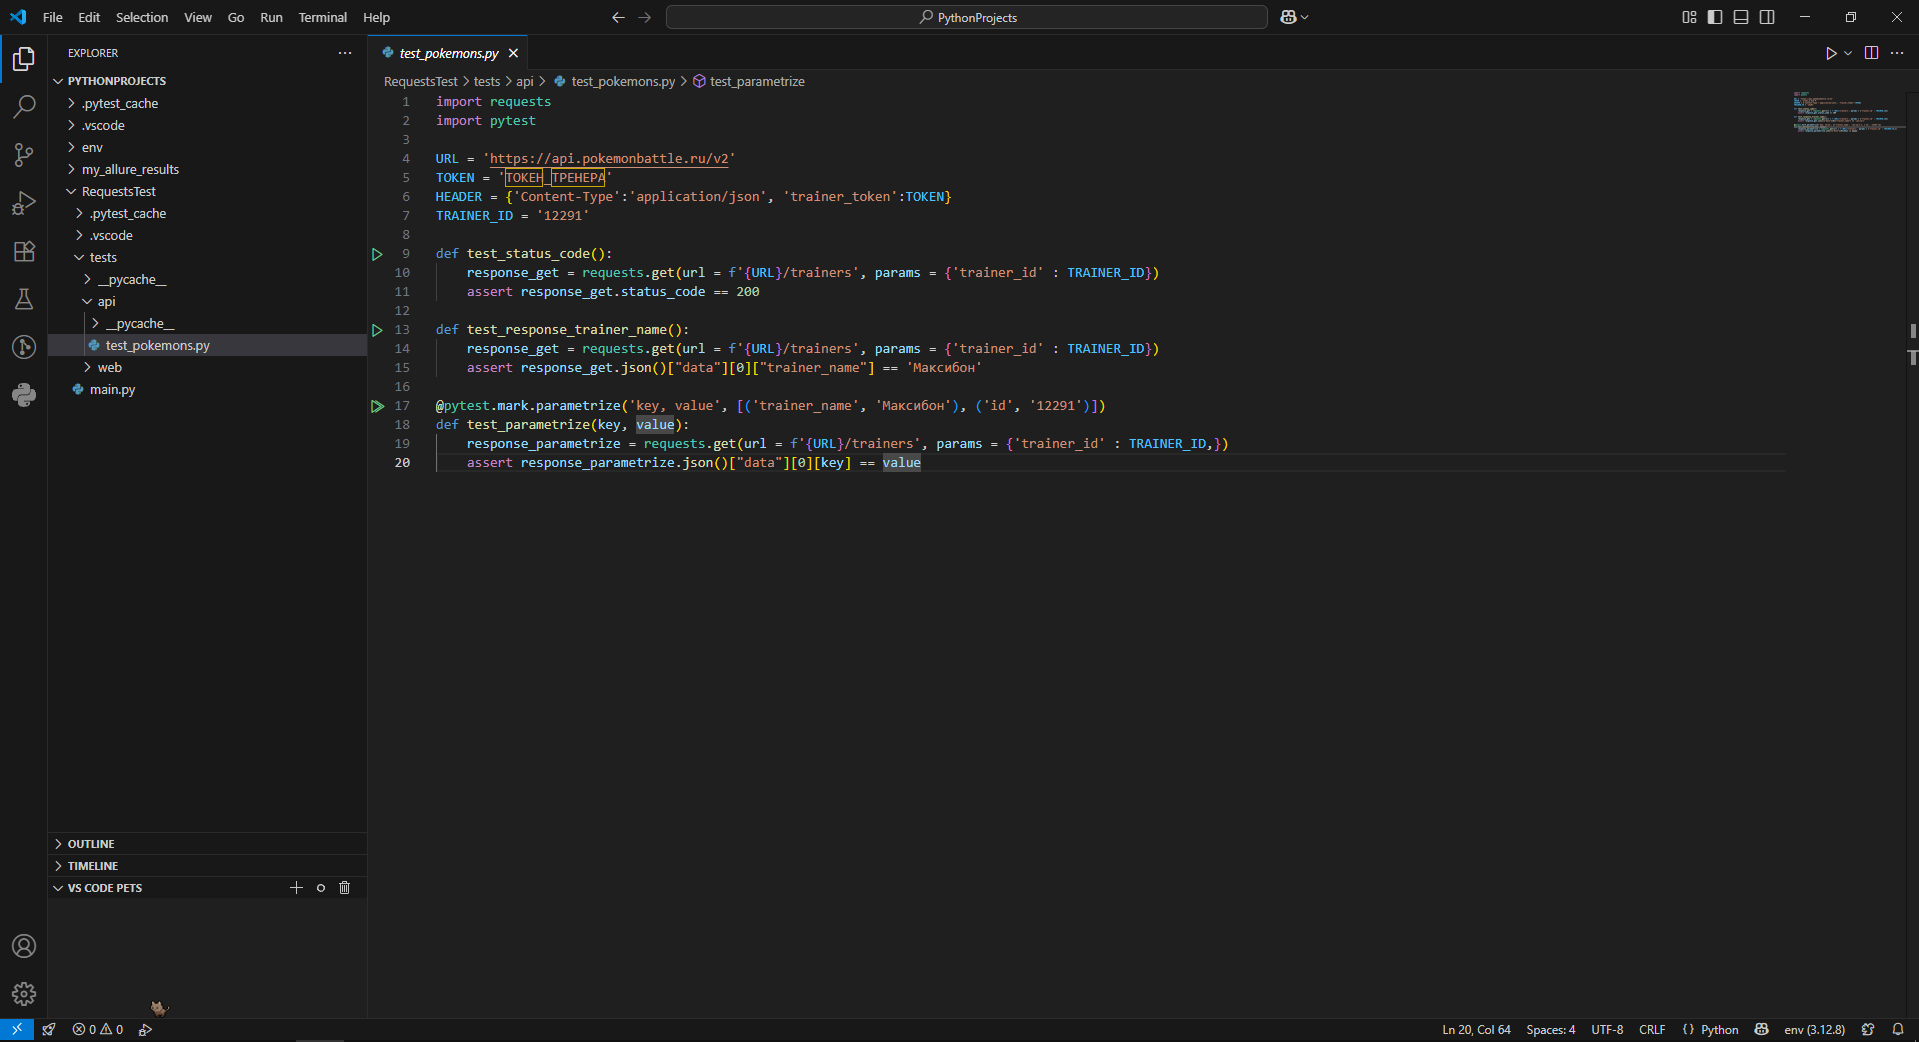 File Edit Selection View Go Run Terminal Help
PythonProjects
EXPLORER
PYTHONPROJECTS
.pytest_cache
.vscode
env
my_allure_results
RequestsTest
.pytest_cache
.vscode
tests
__pycache__
api
__pycache__
test_pokemons.py
web
main.py
OUTLINE
TIMELINE
VS CODE PETS
test_pokemons.py
RequestsTest > tests > api > test_pokemons.py > test_parametrize
1 import requests
2 import pytest
3
4 URL = 'https://api.pokemonbattle.ru/v2'
5 TOKEN = 'ТОКЕН_ТРЕНЕРА'
6 HEADER = {'Content-Type':'application/json', 'trainer_token':TOKEN}
7 TRAINER_ID = '12291'
8
9 def test_status_code():
10 response_get = requests.get(url = f'{URL}/trainers', params = {'trainer_id' : TRAINER_ID})
11 assert response_get.status_code == 200
12
13 def test_response_trainer_name():
14 response_get = requests.get(url = f'{URL}/trainers', params = {'trainer_id' : TRAINER_ID})
15 assert response_get.json()["data"][0]["trainer_name"] == 'Максибон'
16
17 @pytest.mark.parametrize('key, value', [('trainer_name', 'Максибон'), ('id', '12291')])
18 def test_parametrize(key, value):
19 response_parametrize = requests.get(url = f'{URL}/trainers', params = {'trainer_id' : TRAINER_ID,})
20 assert response_parametrize.json()["data"][0][key] == value
0 0
Ln 20, Col 64 Spaces: 4 UTF-8 CRLF {} Python env (3.12.8)